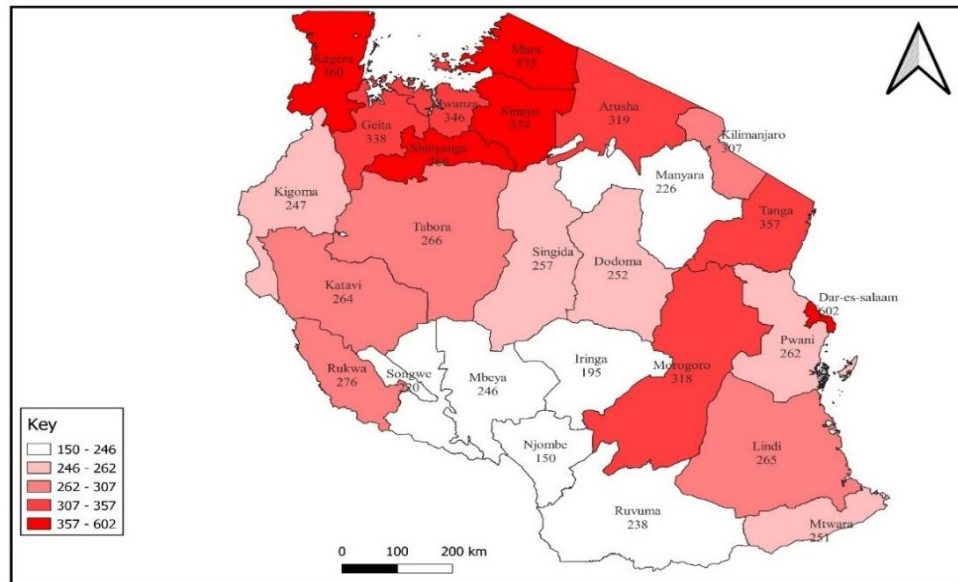 Kagera
360
Mara
375
Mwanza
346
Simiyu
374
Geita
338
Shinyanga
360
Arusha
319
Kilimanjaro
307
Kigoma
247
Manyara
226
Tanga
357
Tabora
266
Singida
257
Dodoma
252
Katavi
264
Dar-es-salaam
602
Pwani
262
Rukwa
276
Songwe
220
Mbeya
246
Iringa
195
Morogoro
318
Njombe
150
Lindi
265
Ruvuma
238
Mtwara
251
Key
150 - 246
246 - 262
262 - 307
307 - 357
357 - 602
0 100 200 km